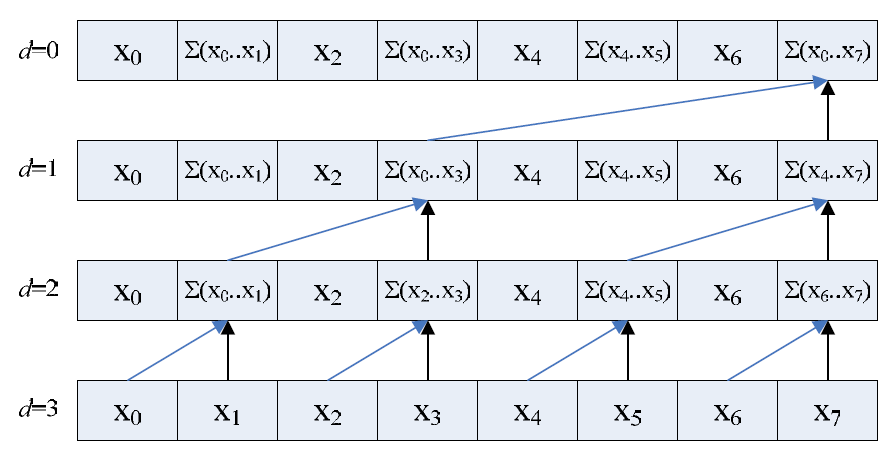 d=0 x₀ Σ(x₀..x₁) x₂ Σ(x₀..x₃) x₄ Σ(x₄..x₅) x₆ Σ(x₀..x₇)
d=1 x₀ Σ(x₀..x₁) x₂ Σ(x₀..x₃) x₄ Σ(x₄..x₅) x₆ Σ(x₄..x₇)
d=2 x₀ Σ(x₀..x₁) x₂ Σ(x₂..x₃) x₄ Σ(x₄..x₅) x₆ Σ(x₆..x₇)
d=3 x₀ x₁ x₂ x₃ x₄ x₅ x₆ x₇